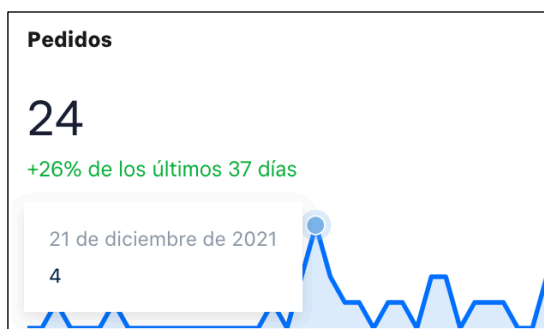 Pedidos
24
+26% de los últimos 37 días
21 de diciembre de 2021
4